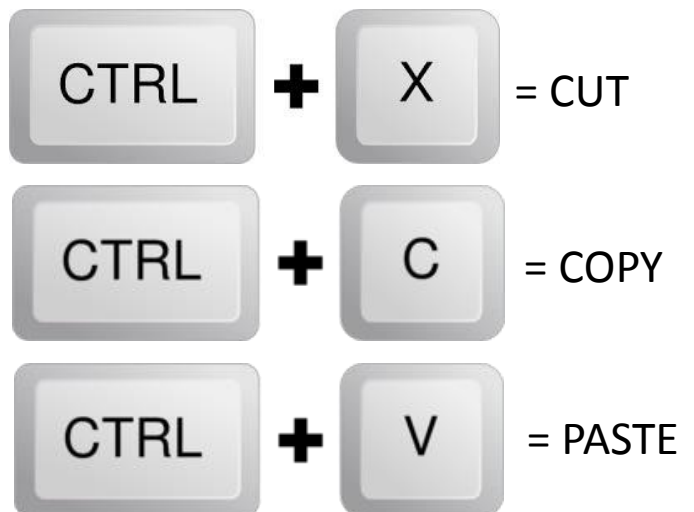 CTRL + X = CUT
CTRL + C = COPY
CTRL + V = PASTE